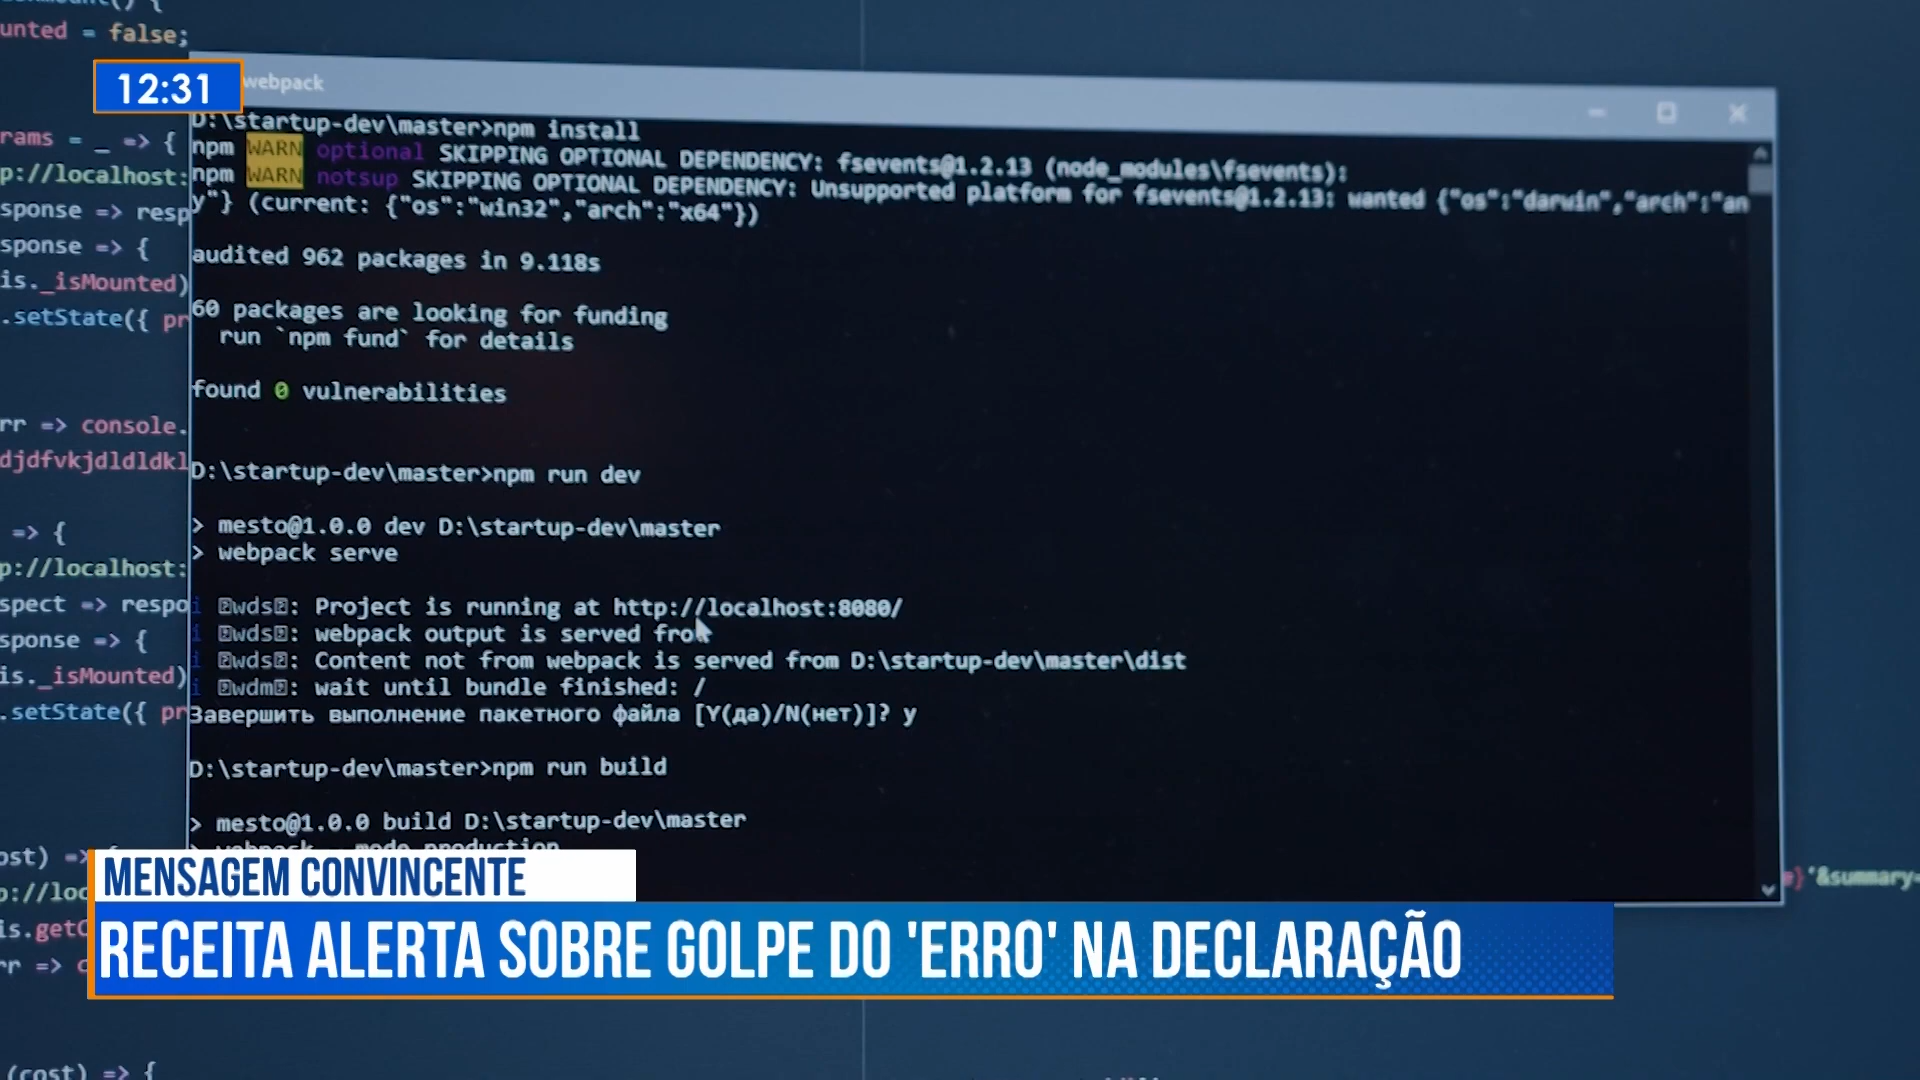 12:31
webpack
D:\startup-dev\master>npm install
npm WARN optional SKIPPING OPTIONAL DEPENDENCY: fsevents@1.2.13 (node_modules\fsevents):
npm WARN notsup SKIPPING OPTIONAL DEPENDENCY: Unsupported platform for fsevents@1.2.13: wanted {"os":"darwin","arch":"an
y"} (current: {"os":"win32","arch":"x64"})
audited 962 packages in 9.118s
60 packages are looking for funding
run `npm fund` for details
found 0 vulnerabilities
D:\startup-dev\master>npm run dev
> mesto@1.0.0 dev D:\startup-dev\master
> webpack serve
i wds: Project is running at http://localhost:8080/
i wds: webpack output is served from
i wds: Content not from webpack is served from D:\startup-dev\master\dist
i wdm: wait until bundle finished: /
Завершить выполнение пакетного файла [Y(да)/N(нет)]? y
D:\startup-dev\master>npm run build
> mesto@1.0.0 build D:\startup-dev\master
unted = false;
rams = _ => {
p://localhost:
sponse => resp
sponse => {
is._isMounted)
.setState({ pr
rr => console.
djdfvkjdldldkl
=> {
p://localhost:
spect => respo
sponse => {
is._isMounted)
.setState({ pr
ost) =>
p://loc
is.getC
rr => c
(cost) => {
}'&summary-
MENSAGEM CONVINCENTE
RECEITA ALERTA SOBRE GOLPE DO 'ERRO' NA DECLARAÇÃO